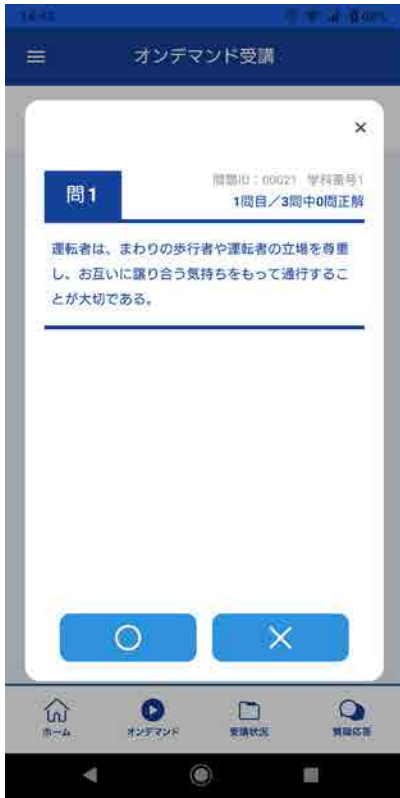 14:43
オンデマンド受講
×
問題ID:00021 学科番号1
問1
1問目/3問中0問正解
運転者は、まわりの歩行者や運転者の立場を尊重
し、お互いに譲り合う気持ちをもって通行するこ
とが大切である。
ホーム
オンデマンド
受講状況
質疑応答